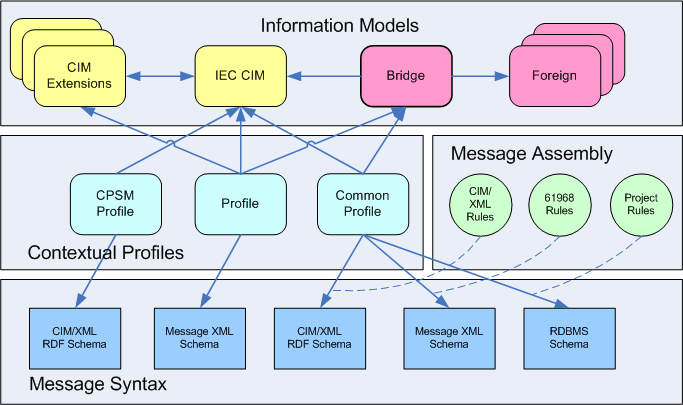 Information Models
CIM
Extensions
IEC CIM
Bridge
Foreign
CPSM
Profile
Profile
Common
Profile
Contextual Profiles
Message Assembly
CIM/
XML
Rules
61968
Rules
Project
Rules
CIM/XML
RDF Schema
Message XML
Schema
CIM/XML
RDF Schema
Message XML
Schema
RDBMS
Schema
Message Syntax